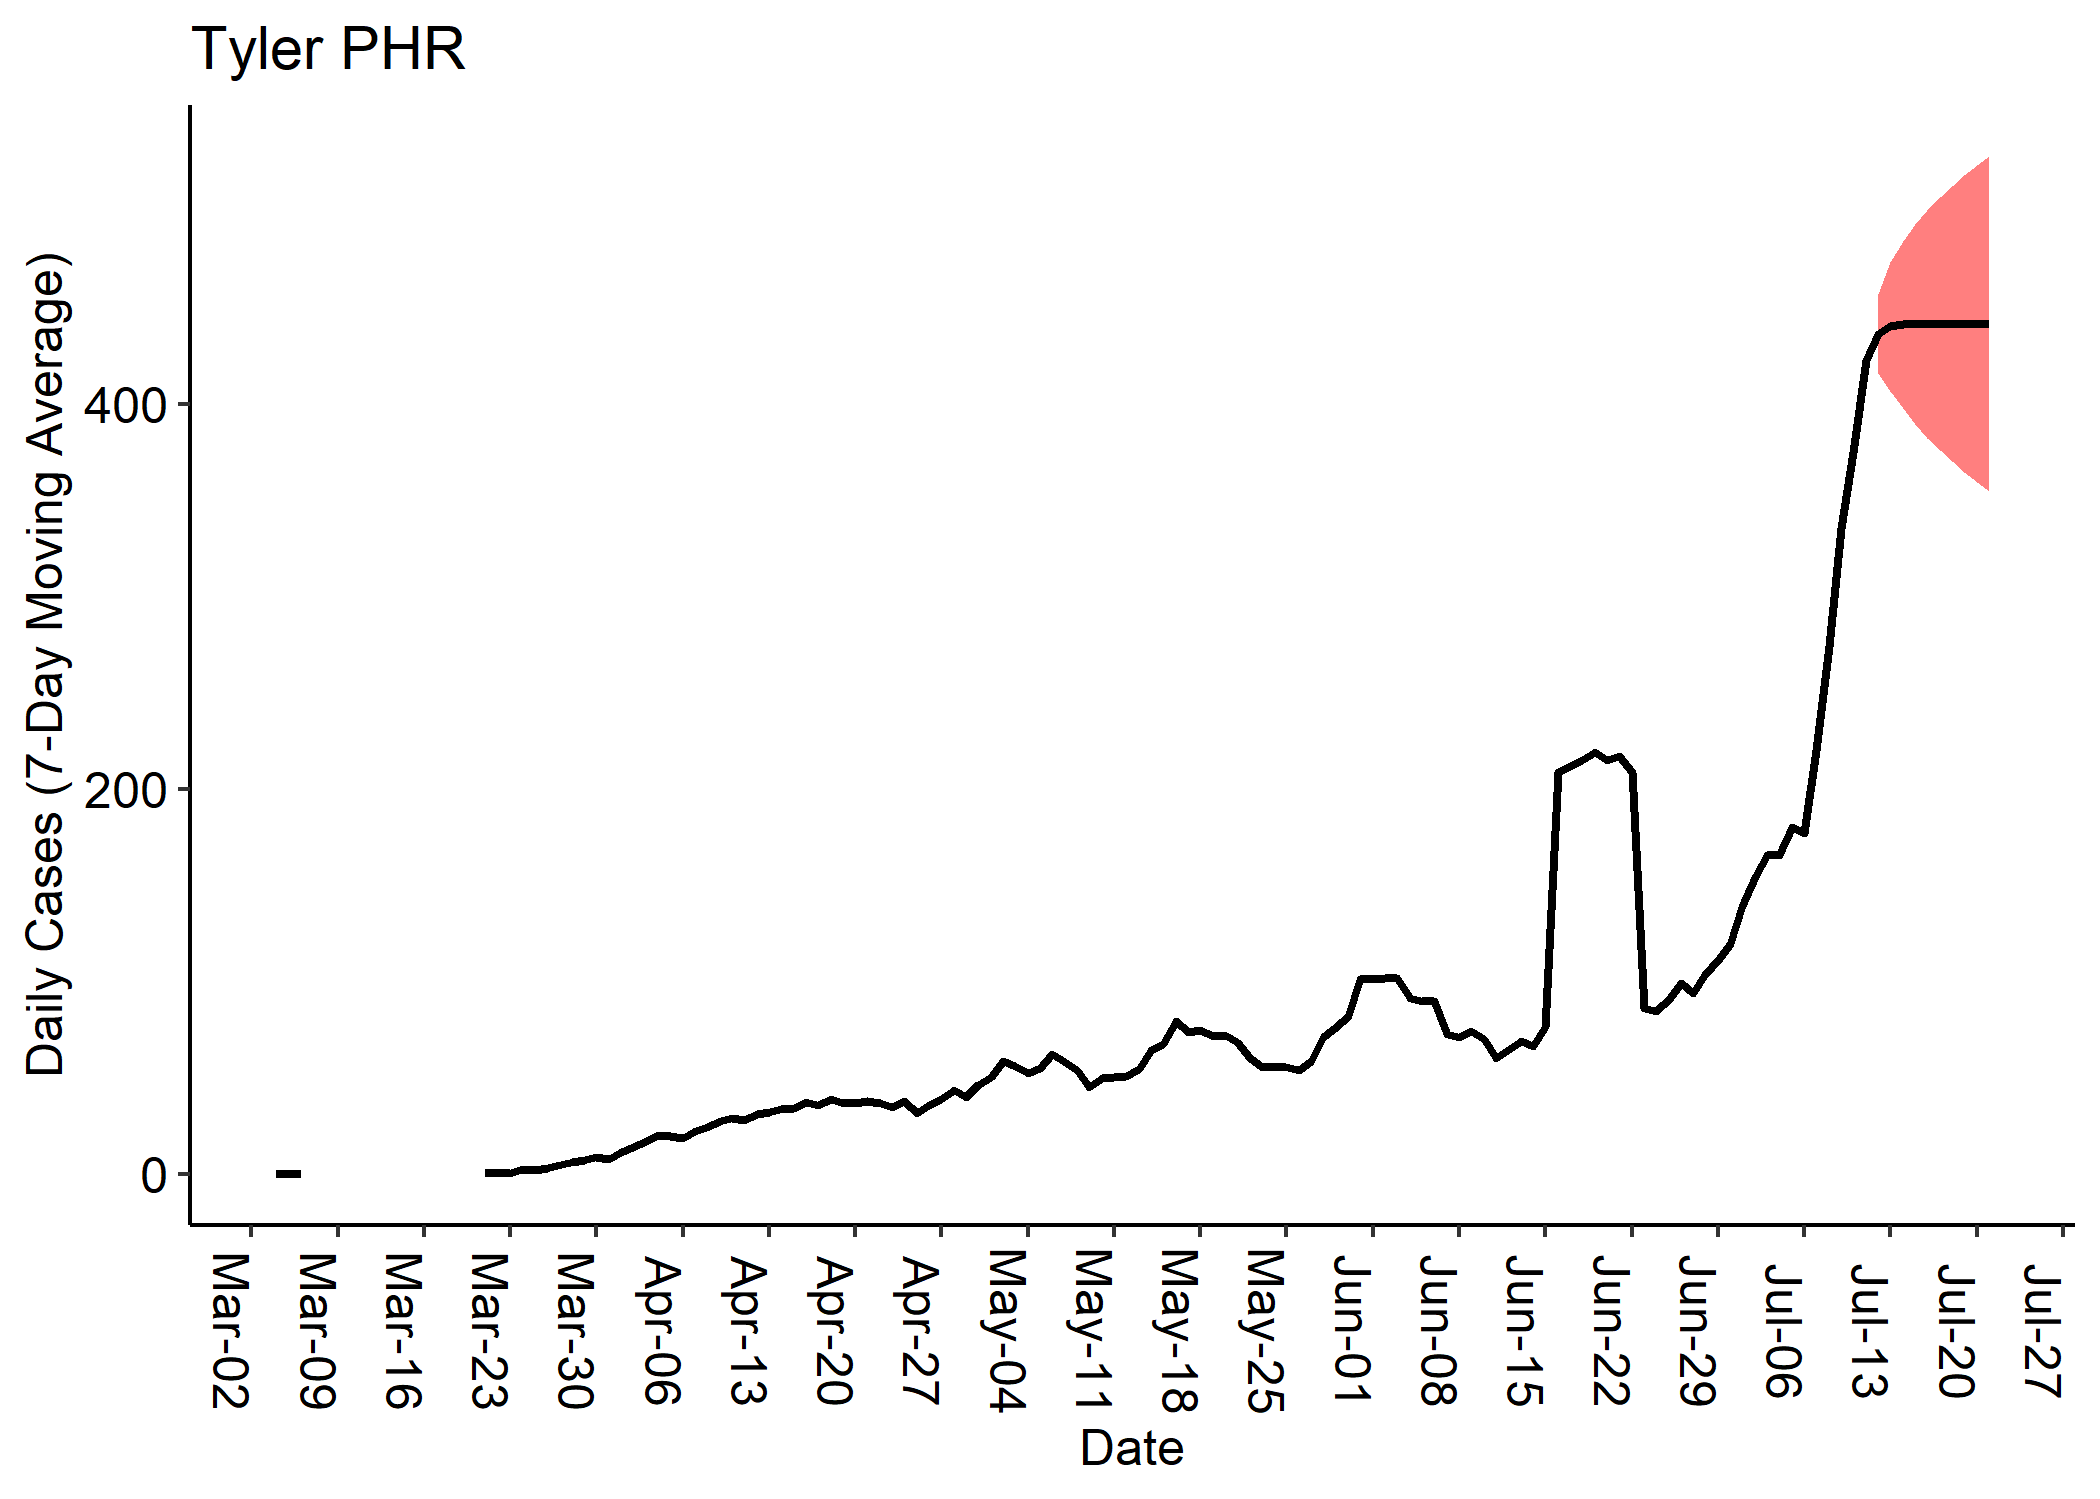 Tyler PHR
Daily Cases (7-Day Moving Average)
400
200
0
Mar-02
Mar-09
Mar-16
Mar-23
Mar-30
Apr-06
Apr-13
Apr-20
Apr-27
May-04
May-11
May-18
May-25
Jun-01
Jun-08
Jun-15
Jun-22
Jun-29
Jul-06
Jul-13
Jul-20
Jul-27
Date